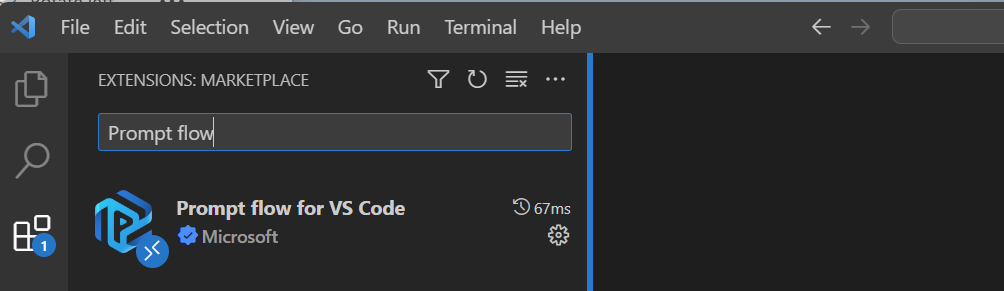 File Edit Selection View Go Run Terminal Help
EXTENSIONS: MARKETPLACE
Prompt flow
Prompt flow for VS Code 67ms
Microsoft
1